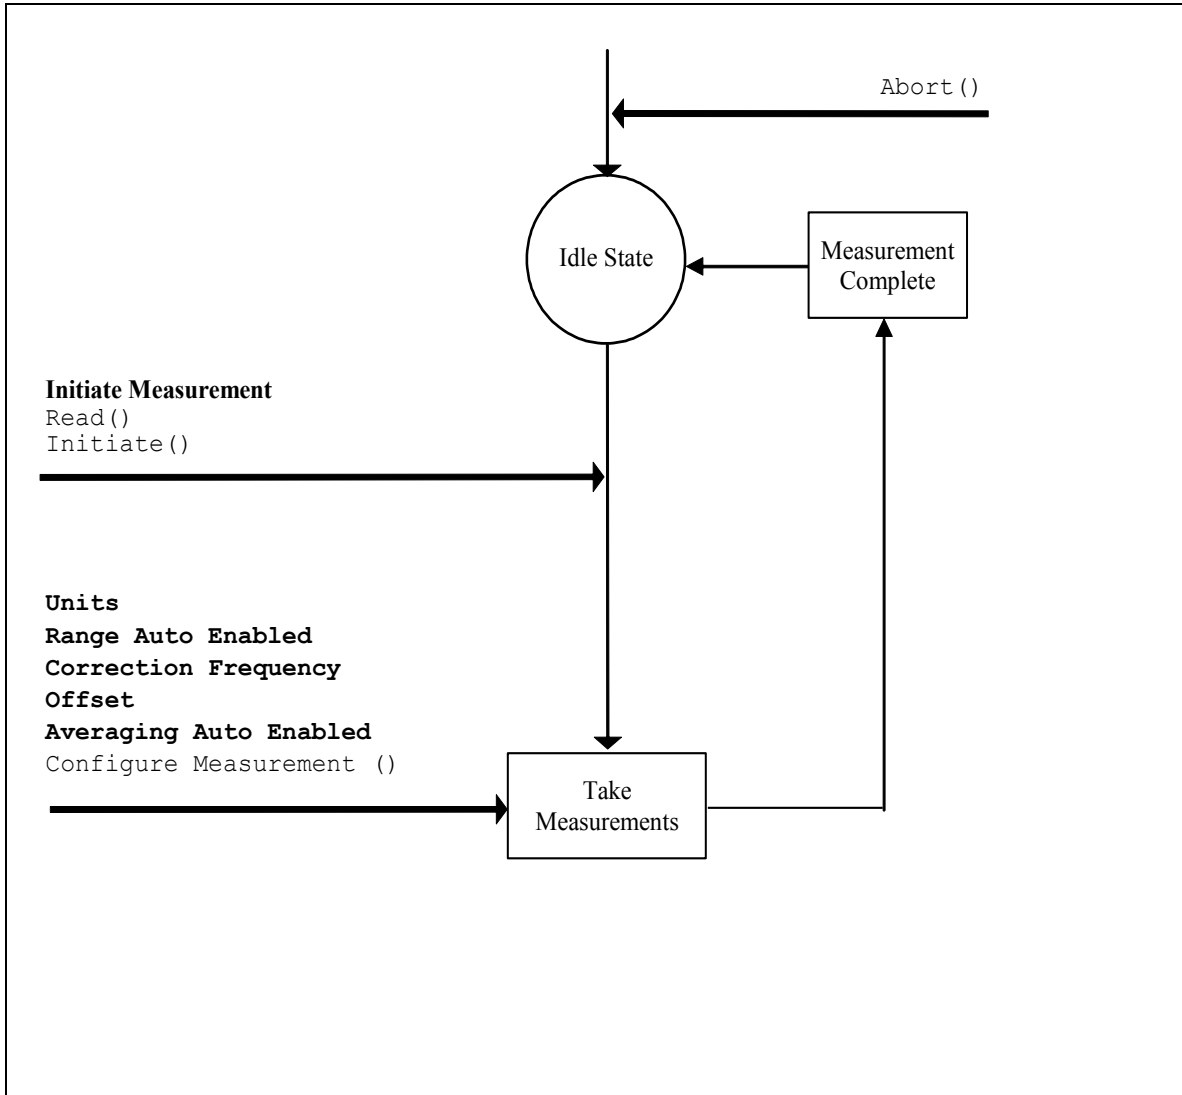 Abort()
Idle State
Measurement
Complete
Initiate Measurement
Read()
Initiate()
Units
Range Auto Enabled
Correction Frequency
Offset
Averaging Auto Enabled
Configure Measurement ()
Take
Measurements